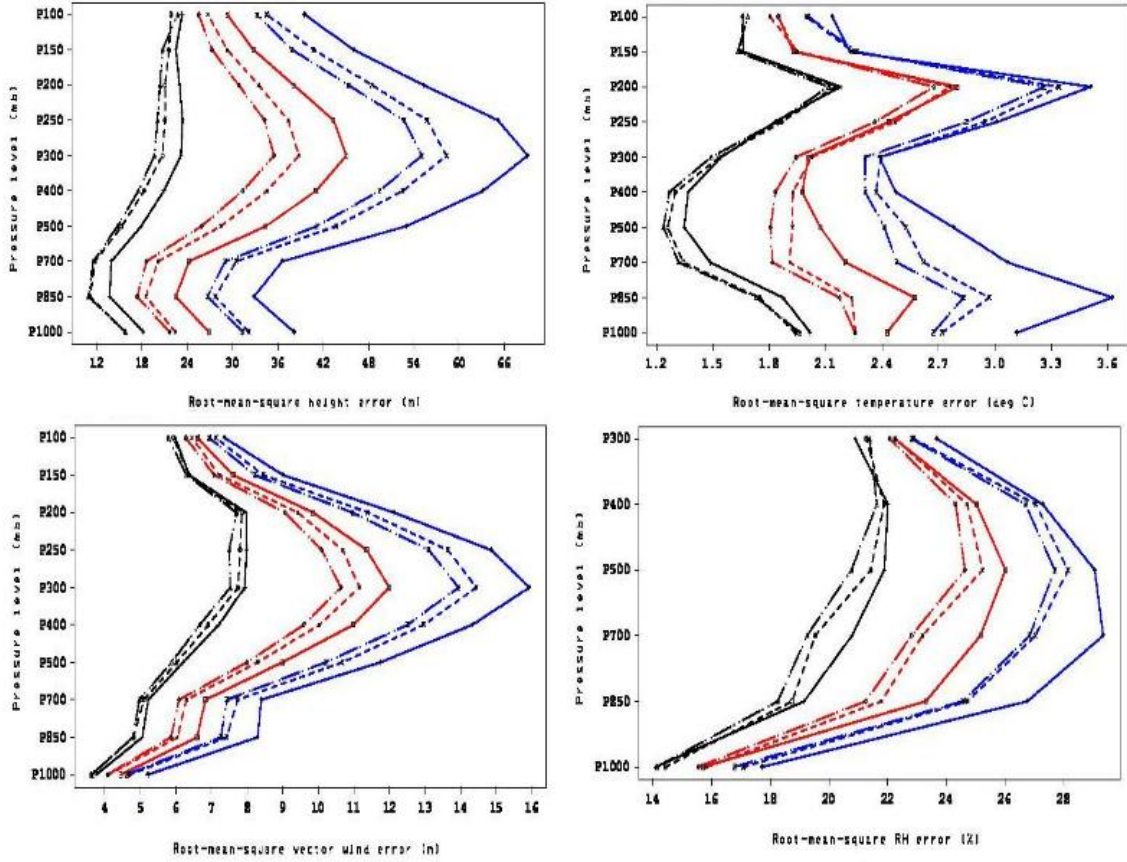 P100
P150
P200
P250
P300
P400
P500
P700
P850
P1000
Pressure level (mb)
12 18 24 30 36 42 48 54 60 66
Root-mean-square height error (m)
P100
P150
P200
P250
P300
P400
P500
P700
P850
P1000
Pressure level (mb)
1.2 1.5 1.8 2.1 2.4 2.7 3.0 3.3 3.6
Root-mean-square temperature error (deg C)
P100
P150
P200
P250
P300
P400
P500
P700
P850
P1000
Pressure level (mb)
4 5 6 7 8 9 10 11 12 13 14 15 16
Root-mean-square vector wind error (m)
P300
P400
P500
P700
P850
P1000
Pressure level (mb)
14 16 18 20 22 24 26 28
Root-mean-square RH error (%)